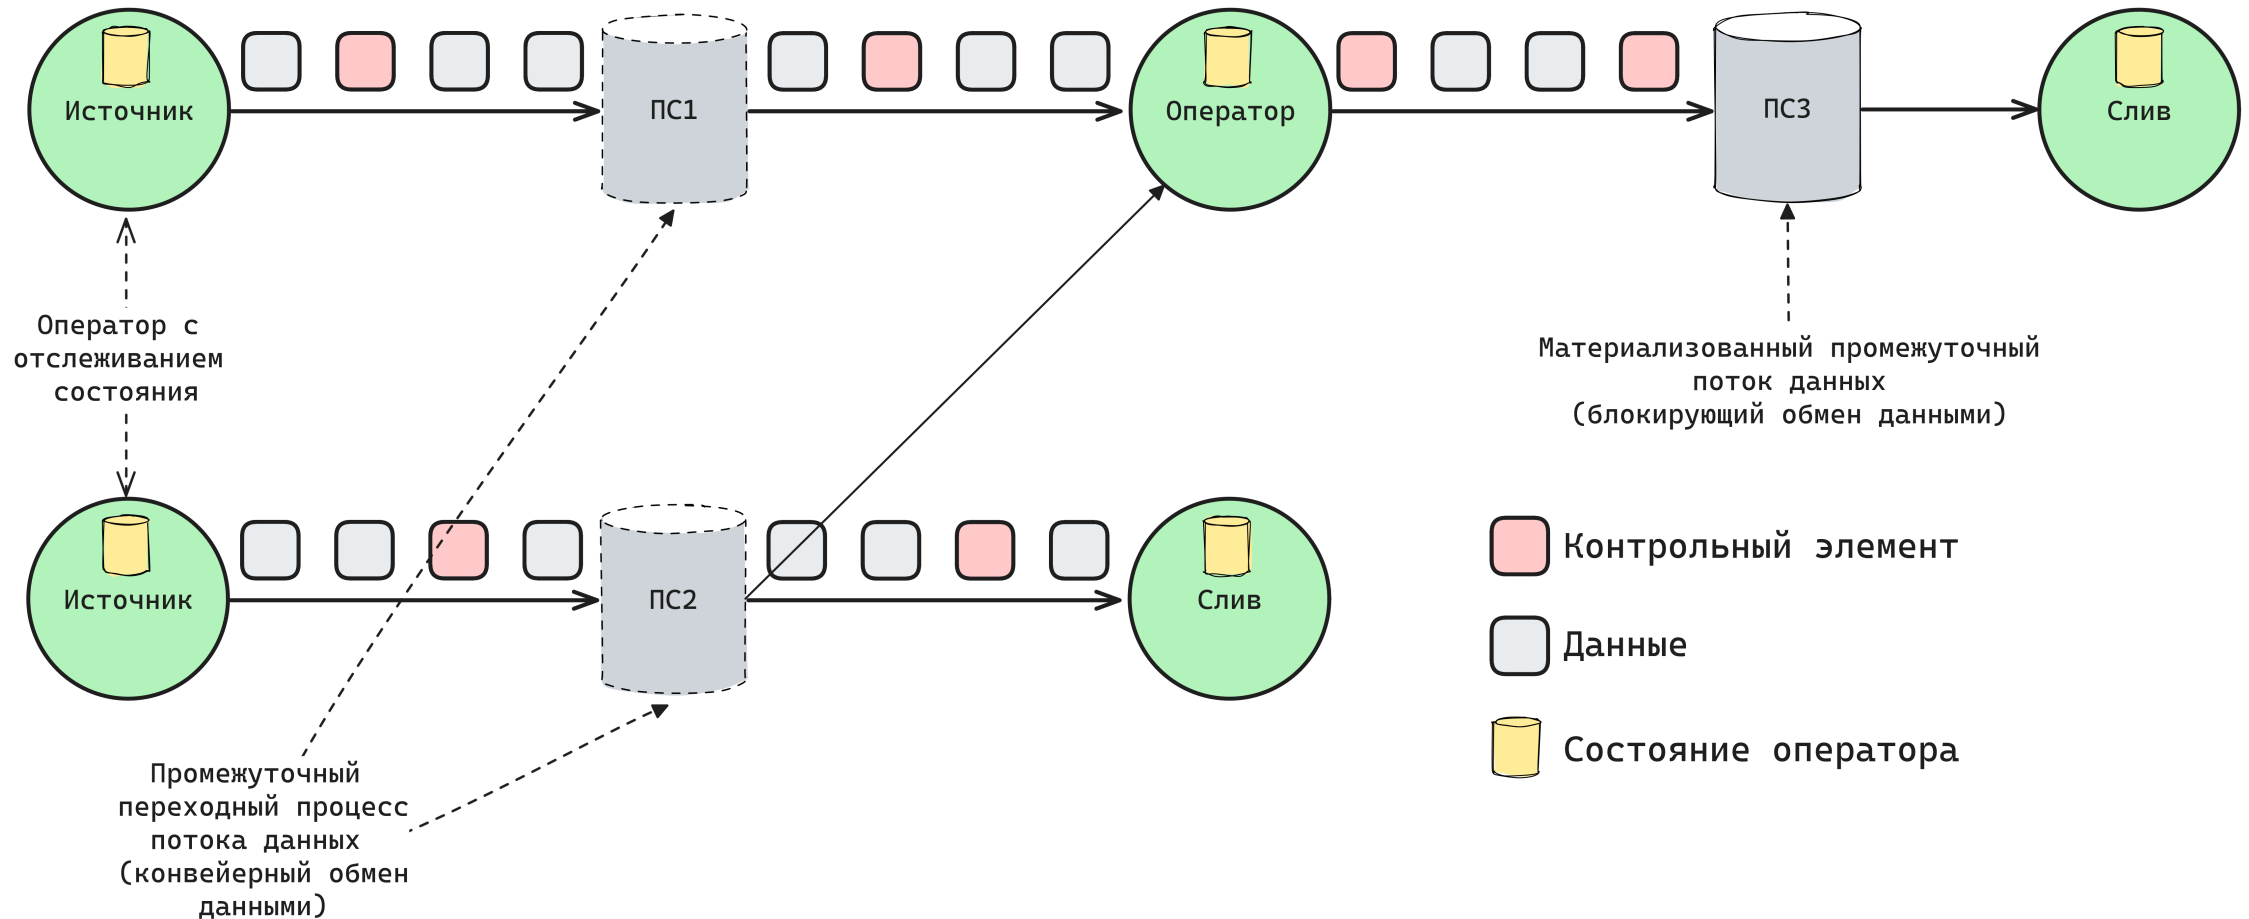 Источник
ПС1
Оператор
ПС3
Слив
Оператор с
отслеживанием
состояния
Материализованный промежуточный
поток данных
(блокирующий обмен данными)
Источник
ПС2
Слив
Контрольный элемент
Данные
Состояние оператора
Промежуточный
переходный процесс
потока данных
(конвейерный обмен
данными)